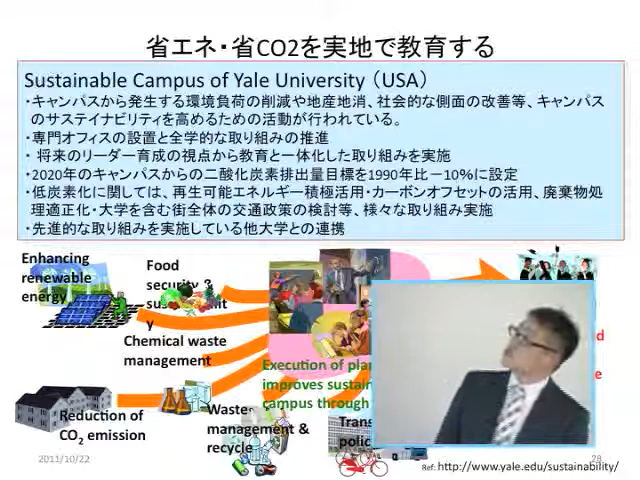 省エネ・省CO2を実地で教育する
Sustainable Campus of Yale University （USA）
・キャンパスから発生する環境負荷の削減や地産地消、社会的な側面の改善等、キャンパス
のサステイナビリティを高めるための活動が行われている。
・専門オフィスの設置と全学的な取り組みの推進
・ 将来のリーダー育成の視点から教育と一体化した取り組みを実施
・2020年のキャンパスからの二酸化炭素排出量目標を1990年比－10％に設定
・低炭素化に関しては、再生可能エネルギー積極活用・カーボンオフセットの活用、廃棄物処
理適正化・大学を含む街全体の交通政策の検討等、様々な取り組み実施
・先進的な取り組みを実施している他大学との連携
Enhancing
renewable
energy
Food
security
y
Chemical waste
management
Execution of
improves
campus through
Reduction of
CO2 emission
management &
recycle
2011/10/22
28
Ref: http://www.yale.edu/sustainability/